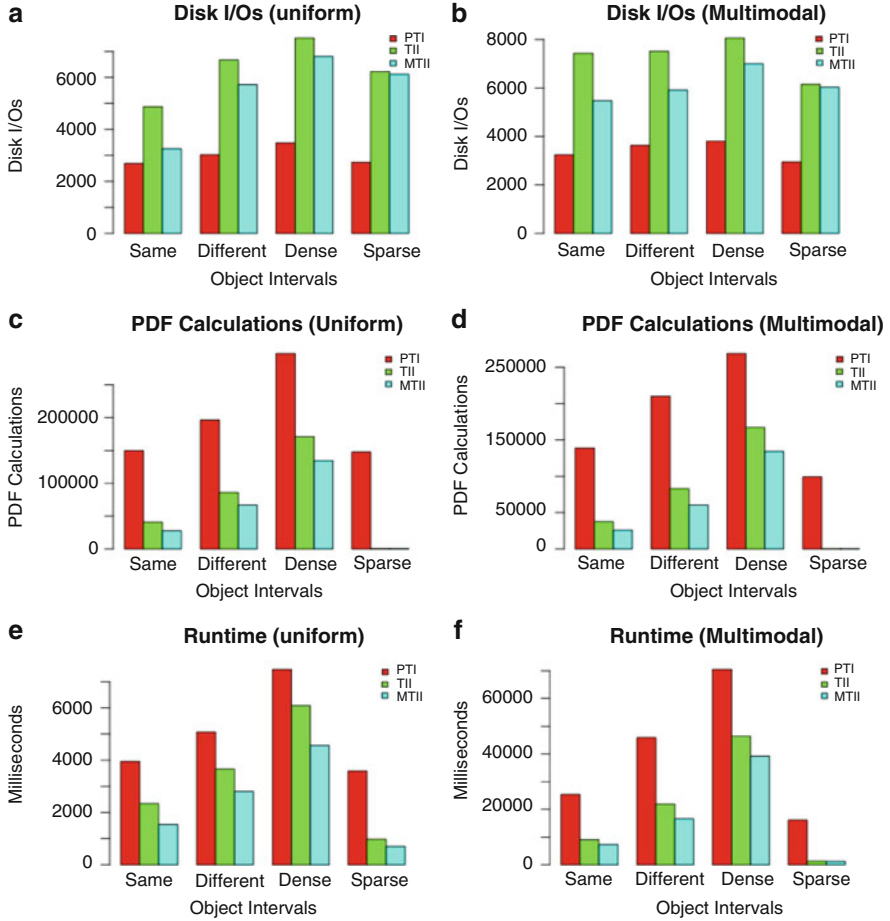 a
Disk I/Os (uniform)
PTI
TII
MTII
Disk I/Os
6000
4000
2000
0
Same Different Dense Sparse
Object Intervals
b
Disk I/Os (Multimodal)
PTI
TII
MTII
Disk I/Os
8000
6000
4000
2000
0
Same Different Dense Sparse
Object Intervals
c
PDF Calculations (Uniform)
PTI
TII
MTII
PDF Calculations
200000
100000
0
Same Different Dense Sparse
Object Intervals
d
PDF Calculations (Multimodal)
PTI
TII
MTII
PDF Calculations
250000
150000
50000
0
Same Different Dense Sparse
Object Intervals
e
Runtime (uniform)
PTI
TII
MTII
Milliseconds
6000
4000
2000
0
Same Different Dense Sparse
Object Intervals
f
Runtime (Multimodal)
PTI
TII
MTII
Milliseconds
60000
40000
20000
0
Same Different Dense Sparse
Object Intervals